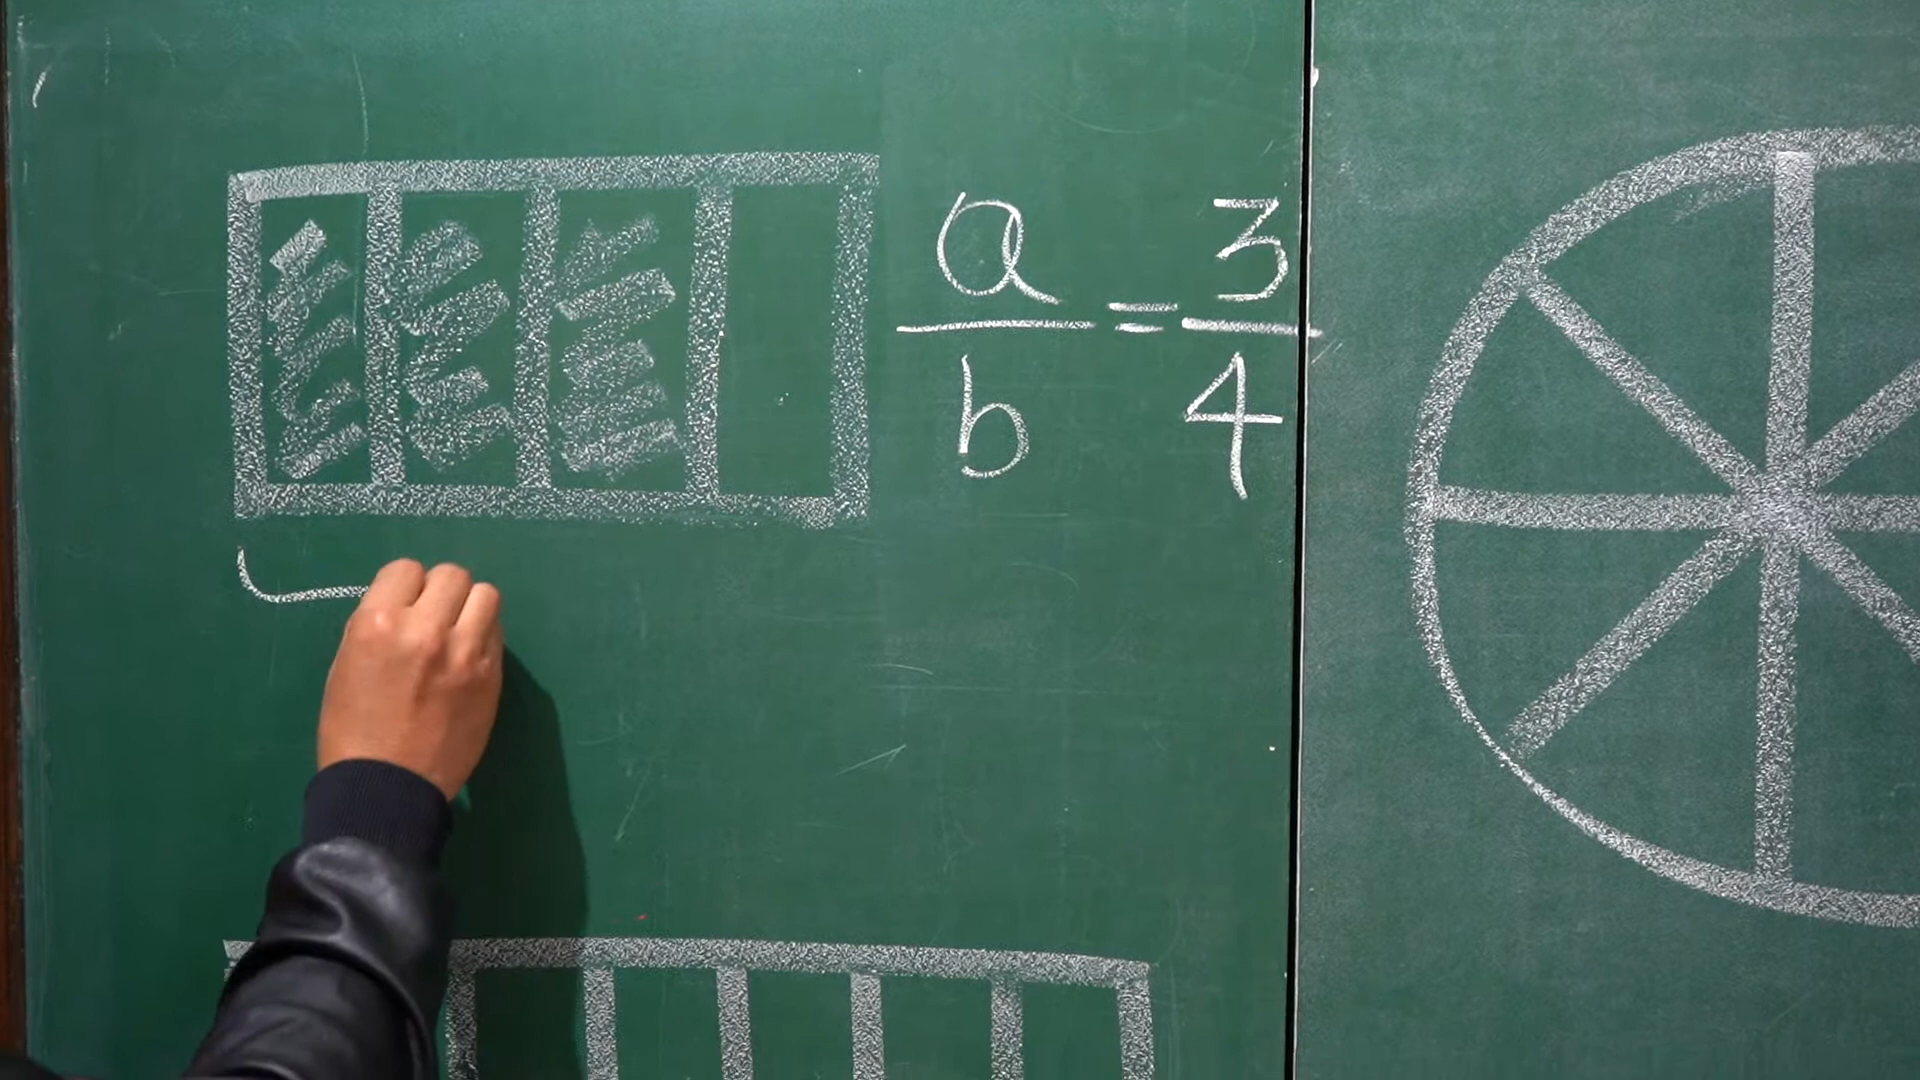 a/b = 3/4